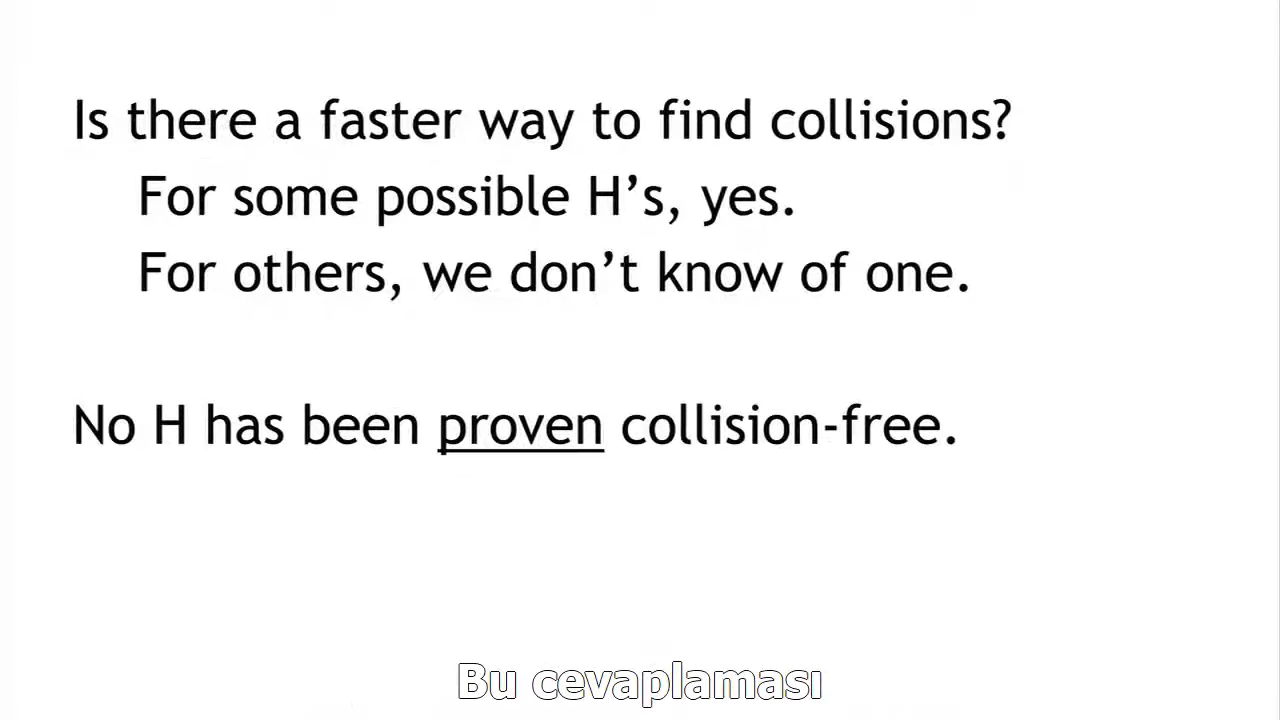 Is there a faster way to find collisions?
For some possible H’s, yes.
For others, we don’t know of one.
No H has been proven collision-free.
Bu cevaplaması